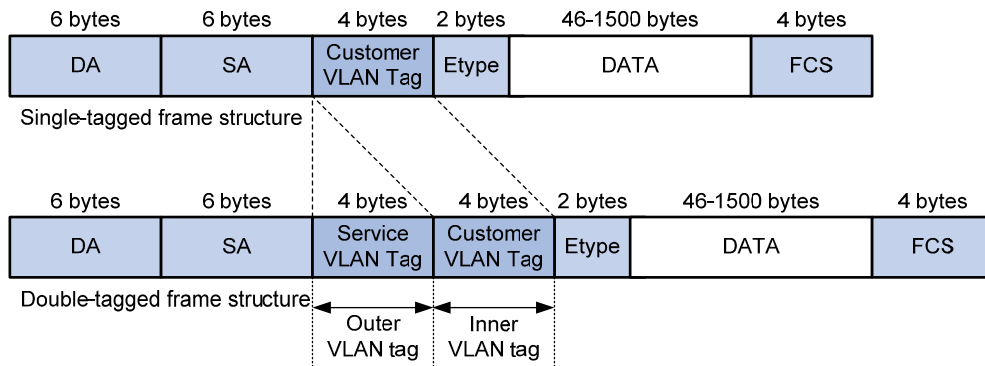 6 bytes 6 bytes 4 bytes 2 bytes 46-1500 bytes 4 bytes
DA SA Customer VLAN Tag Etype DATA FCS
Single-tagged frame structure
6 bytes 6 bytes 4 bytes 4 bytes 2 bytes 46-1500 bytes 4 bytes
DA SA Service VLAN Tag Customer VLAN Tag Etype DATA FCS
Double-tagged frame structure
Outer VLAN tag
Inner VLAN tag